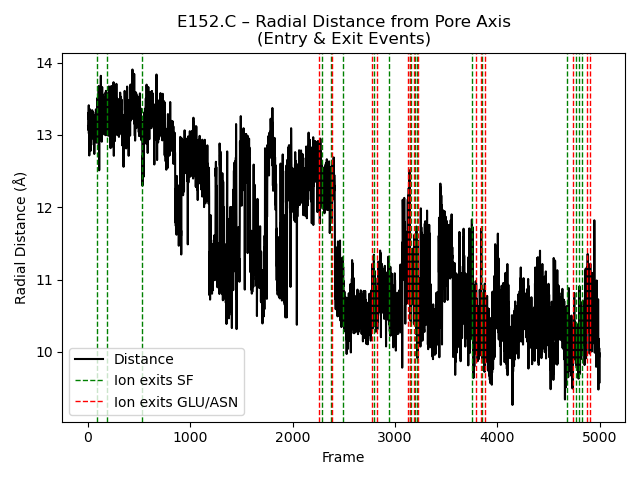 E152.C – Radial Distance from Pore Axis
(Entry & Exit Events)
14
13
12
11
10
Radial Distance (Å)
Distance
Ion exits SF
Ion exits GLU/ASN
0
1000
2000
3000
4000
5000
Frame